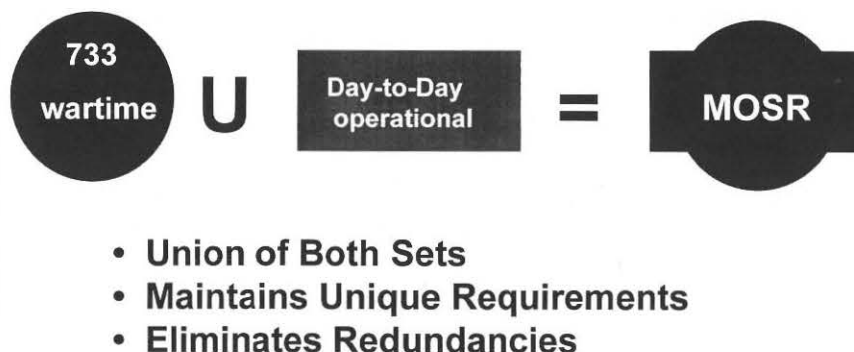 733
wartime
U
Day-to-Day
operational
=
MOSR
• Union of Both Sets
• Maintains Unique Requirements
• Eliminates Redundancies